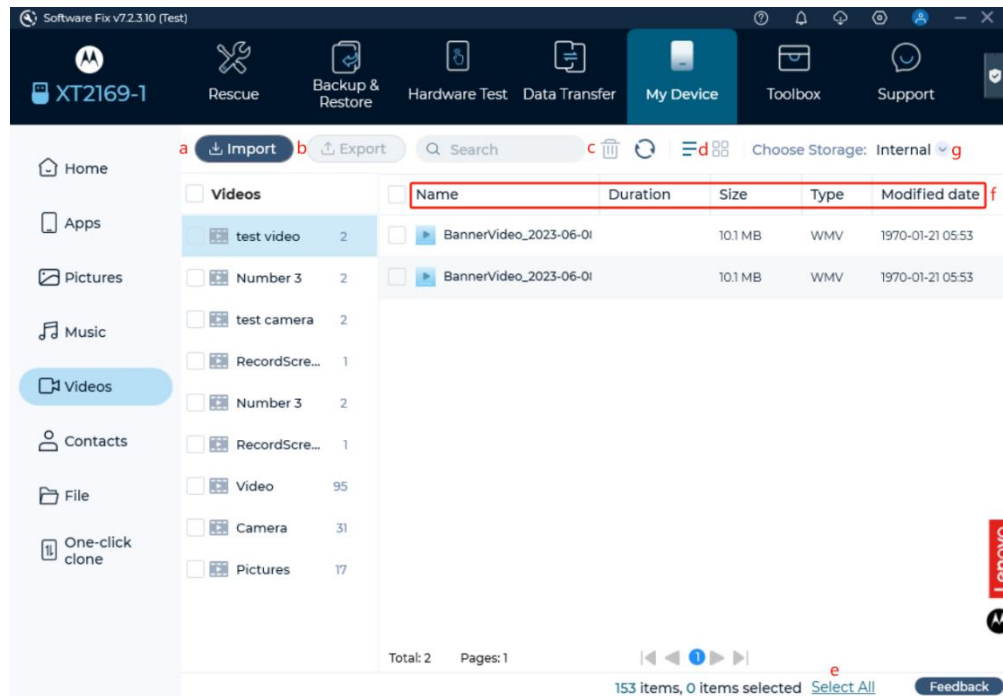 Software Fix v7.2.3.10 (Test)
XT2169-1
Rescue
Backup &
Restore
Hardware Test
Data Transfer
My Device
Toolbox
Support
a Import b Export Search c d Choose Storage: Internal g
Home
Apps
Pictures
Music
Videos
Contacts
File
One-click
clone
Videos
test video 2
Number 3 2
test camera 2
RecordScre... 1
Number 3 2
RecordScre... 1
Video 95
Camera 31
Pictures 17
Name Duration Size Type Modified date f
BannerVideo_2023-06-0 10.1 MB WMV 1970-01-21 05:53
BannerVideo_2023-06-0 10.1 MB WMV 1970-01-21 05:53
Lenovo
Total: 2 Pages: 1 1
e
153 items, 0 items selected Select All Feedback